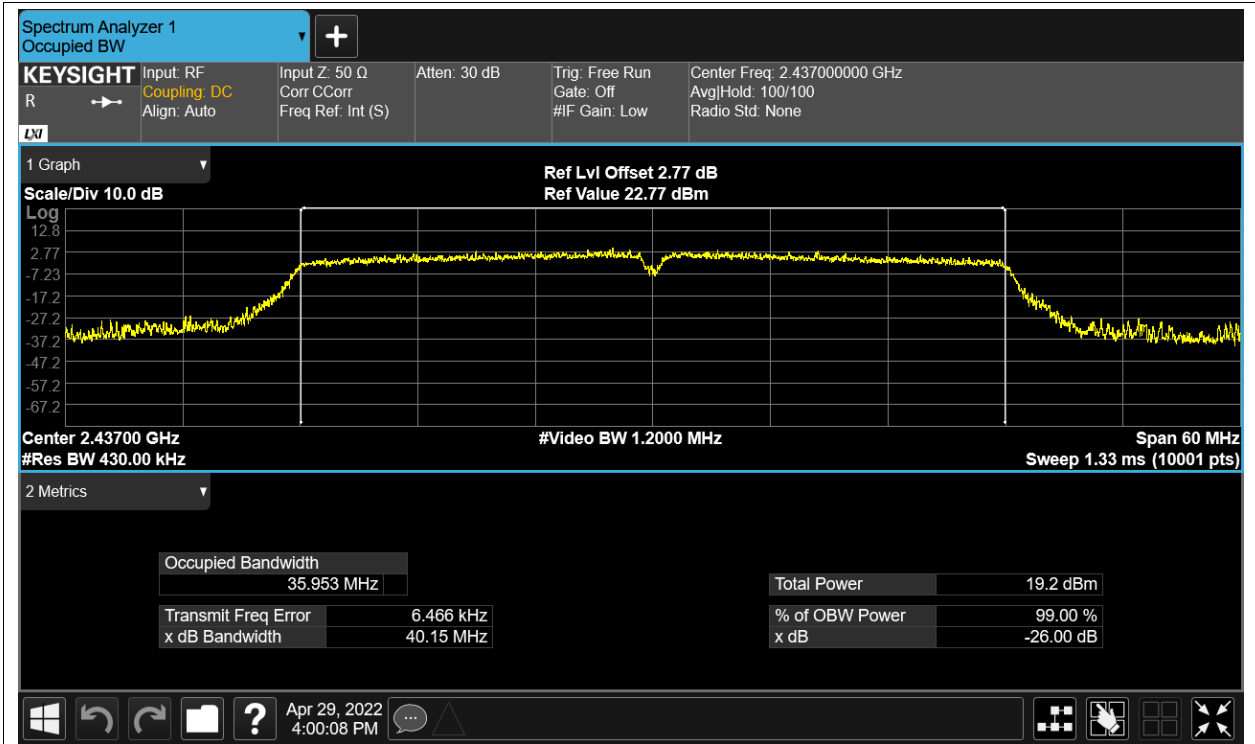 Spectrum Analyzer 1
Occupied BW
KEYSIGHT
R
LXI
Input: RF
Coupling: DC
Align: Auto
Input Z: 50 Ω
Corr CCorr
Freq Ref: Int (S)
Atten: 30 dB
Trig: Free Run
Gate: Off
#IF Gain: Low
Center Freq: 2.437000000 GHz
Avg|Hold: 100/100
Radio Std: None
1 Graph
Scale/Div 10.0 dB
Ref Lvl Offset 2.77 dB
Ref Value 22.77 dBm
Log
12.8
2.77
-7.23
-17.2
-27.2
-37.2
-47.2
-57.2
-67.2
Center 2.43700 GHz
#Res BW 430.00 kHz
#Video BW 1.2000 MHz
Span 60 MHz
Sweep 1.33 ms (10001 pts)
2 Metrics
Occupied Bandwidth
35.953 MHz
Transmit Freq Error 6.466 kHz
x dB Bandwidth 40.15 MHz
Total Power 19.2 dBm
% of OBW Power 99.00 %
x dB -26.00 dB
?
Apr 29, 2022
4:00:08 PM